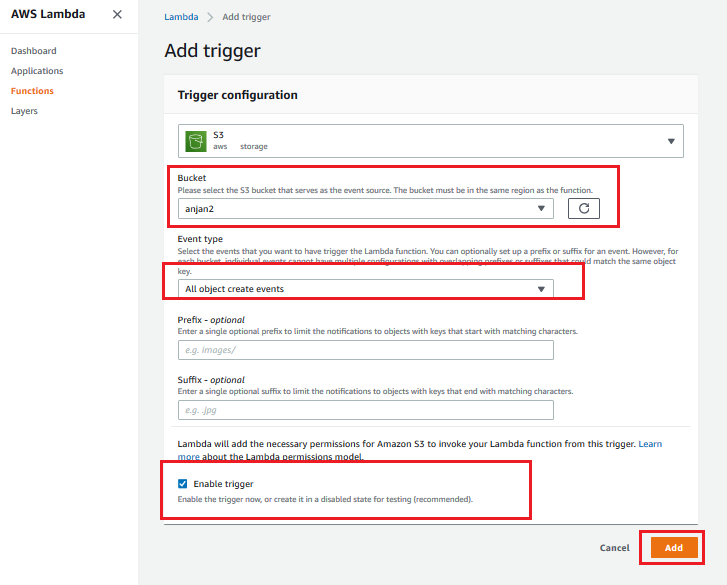 AWS Lambda
Dashboard
Applications
Functions
Layers
Lambda > Add trigger
Add trigger
Trigger configuration
S3
aws storage
Bucket
Please select the S3 bucket that serves as the event source. The bucket must be in the same region as the function.
anjan2
Event type
Select the events that you want to have trigger the Lambda function. You can optionally set up a prefix or suffix for an event. However, for
each bucket, individual events cannot have multiple configurations with overlapping prefixes or suffixes that could match the same object
key.
All object create events
Prefix - optional
Enter a single optional prefix to limit the notifications to objects with keys that start with matching characters.
e.g. images/
Suffix - optional
Enter a single optional suffix to limit the notifications to objects with keys that end with matching characters.
e.g. .jpg
Lambda will add the necessary permissions for Amazon S3 to invoke your Lambda function from this trigger. Learn
more about the Lambda permissions model.
Enable trigger
Enable the trigger now, or create it in a disabled state for testing (recommended).
Cancel Add